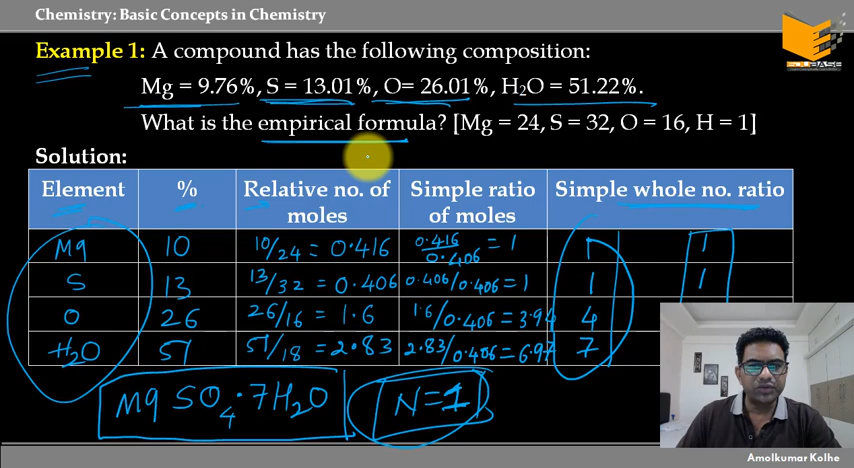 Chemistry: Basic Concepts in Chemistry
EDUBASE
Example 1: A compound has the following composition:
Mg = 9.76%, S = 13.01%, O= 26.01%, H₂O = 51.22%.
What is the empirical formula? [Mg = 24, S = 32, O = 16, H = 1]
Solution:
Element % Relative no. of moles Simple ratio of moles Simple whole no. ratio
Mg 10 10/24 = 0.416 0.416/0.406 = 1 1 1
S 13 13/32 = 0.406 0.406/0.406 = 1 1 1
O 26 26/16 = 1.6 1.6/0.406 = 3.94 4
H₂O 51 51/18 = 2.83 2.83/0.406 = 6.97 7
Mg SO₄·7H₂O N=1
Amolkumar Kolhe